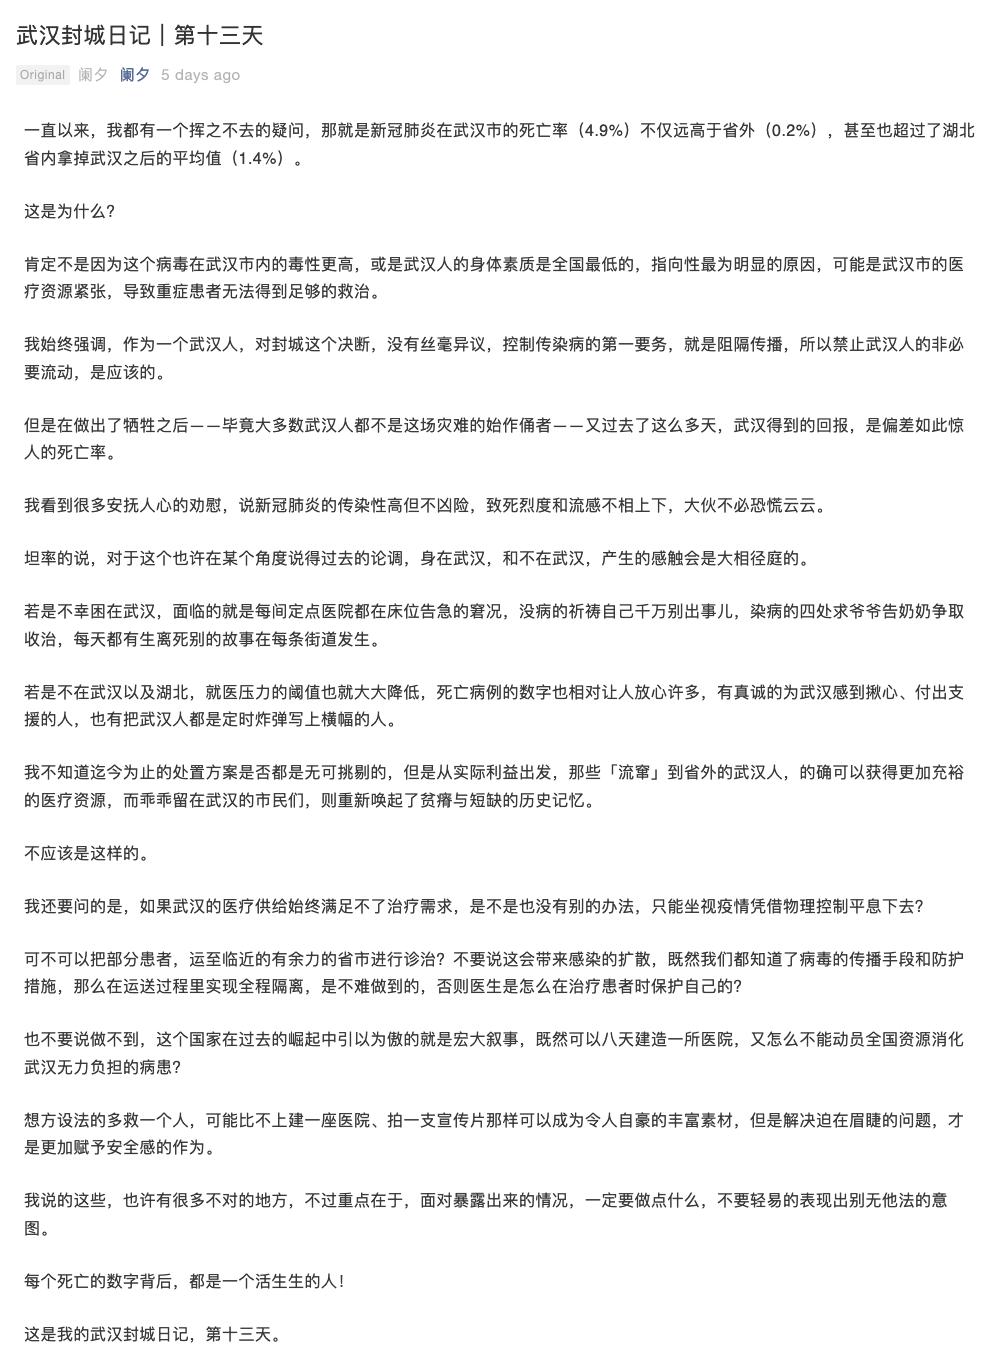 武汉封城日记｜第十三天
Original 阑夕 阑夕 5 days ago
一直以来，我都有一个挥之不去的疑问，那就是新冠肺炎在武汉市的死亡率（4.9%）不仅远高于省外（0.2%），甚至也超过了湖北
省内拿掉武汉之后的平均值（1.4%）。
这是为什么？
肯定不是因为这个病毒在武汉市内的毒性更高，或是武汉人的身体素质是全国最低的，指向性最为明显的原因，可能是武汉市的医
疗资源紧张，导致重症患者无法得到足够的救治。
我始终强调，作为一个武汉人，对封城这个决断，没有丝毫异议，控制传染病的第一要务，就是阻隔传播，所以禁止武汉人的非必
要流动，是应该的。
但是在做出了牺牲之后——毕竟大多数武汉人都不是这场灾难的始作俑者——又过去了这么多天，武汉得到的回报，是偏差如此惊
人的死亡率。
我看到很多安抚人心的劝慰，说新冠肺炎的传染性高但不凶险，致死烈度和流感不相上下，大伙不必恐慌云云。
坦率的说，对于这个也许在某个角度说得过去的论调，身在武汉，和不在武汉，产生的感触会是大相径庭的。
若是不幸困在武汉，面临的就是每间定点医院都在床位告急的窘况，没病的祈祷自己千万别出事儿，染病的四处求爷爷告奶奶争取
收治，每天都有生离死别的故事在每条街道发生。
若是不在武汉以及湖北，就医压力的阈值也就大大降低，死亡病例的数字也相对让人放心许多，有真诚的为武汉感到揪心、付出支
援的人，也有把武汉人都是定时炸弹写上横幅的人。
我不知道迄今为止的处置方案是否都是无可挑剔的，但是从实际利益出发，那些「流窜」到省外的武汉人，的确可以获得更加充裕
的医疗资源，而乖乖留在武汉的市民们，则重新唤起了贫瘠与短缺的历史记忆。
不应该是这样的。
我还要问的是，如果武汉的医疗供给始终满足不了治疗需求，是不是也没有别的办法，只能坐视疫情凭借物理控制平息下去？
可不可以把部分患者，运至临近的有余力的省市进行诊治？不要说这会带来感染的扩散，既然我们都知道了病毒的传播手段和防护
措施，那么在运送过程里实现全程隔离，是不难做到的，否则医生是怎么在治疗患者时保护自己的？
也不要说做不到，这个国家在过去的崛起中引以为傲的就是宏大叙事，既然可以八天建造一所医院，又怎么不能动员全国资源消化
武汉无力负担的病患？
想方设法的多救一个人，可能比不上建一座医院、拍一支宣传片那样可以成为令人自豪的丰富素材，但是解决迫在眉睫的问题，才
是更加赋予安全感的作为。
我说的这些，也许有很多不对的地方，不过重点在于，面对暴露出来的情况，一定要做点什么，不要轻易的表现出别无他法的意
图。
每个死亡的数字背后，都是一个活生生的人！
这是我的武汉封城日记，第十三天。